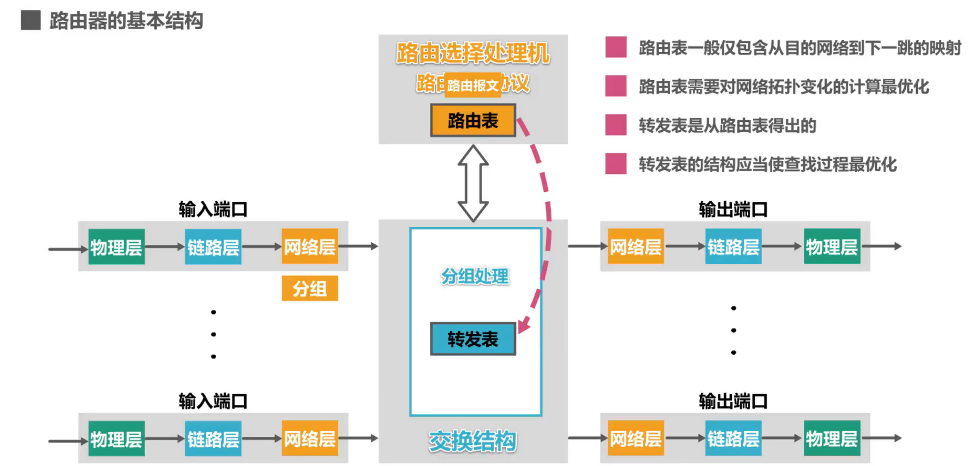 路由器的基本结构
路由选择处理机
路由 协议
路由报文
路由表
路由表一般仅包含从目的网络到下一跳的映射
路由表需要对网络拓扑变化的计算最优化
转发表是从路由表得出的
转发表的结构应当使查找过程最优化
输入端口
物理层 链路层 网络层
分组
分组处理
转发表
交换结构
输出端口
网络层 链路层 物理层
输入端口
物理层 链路层 网络层
输出端口
网络层 链路层 物理层